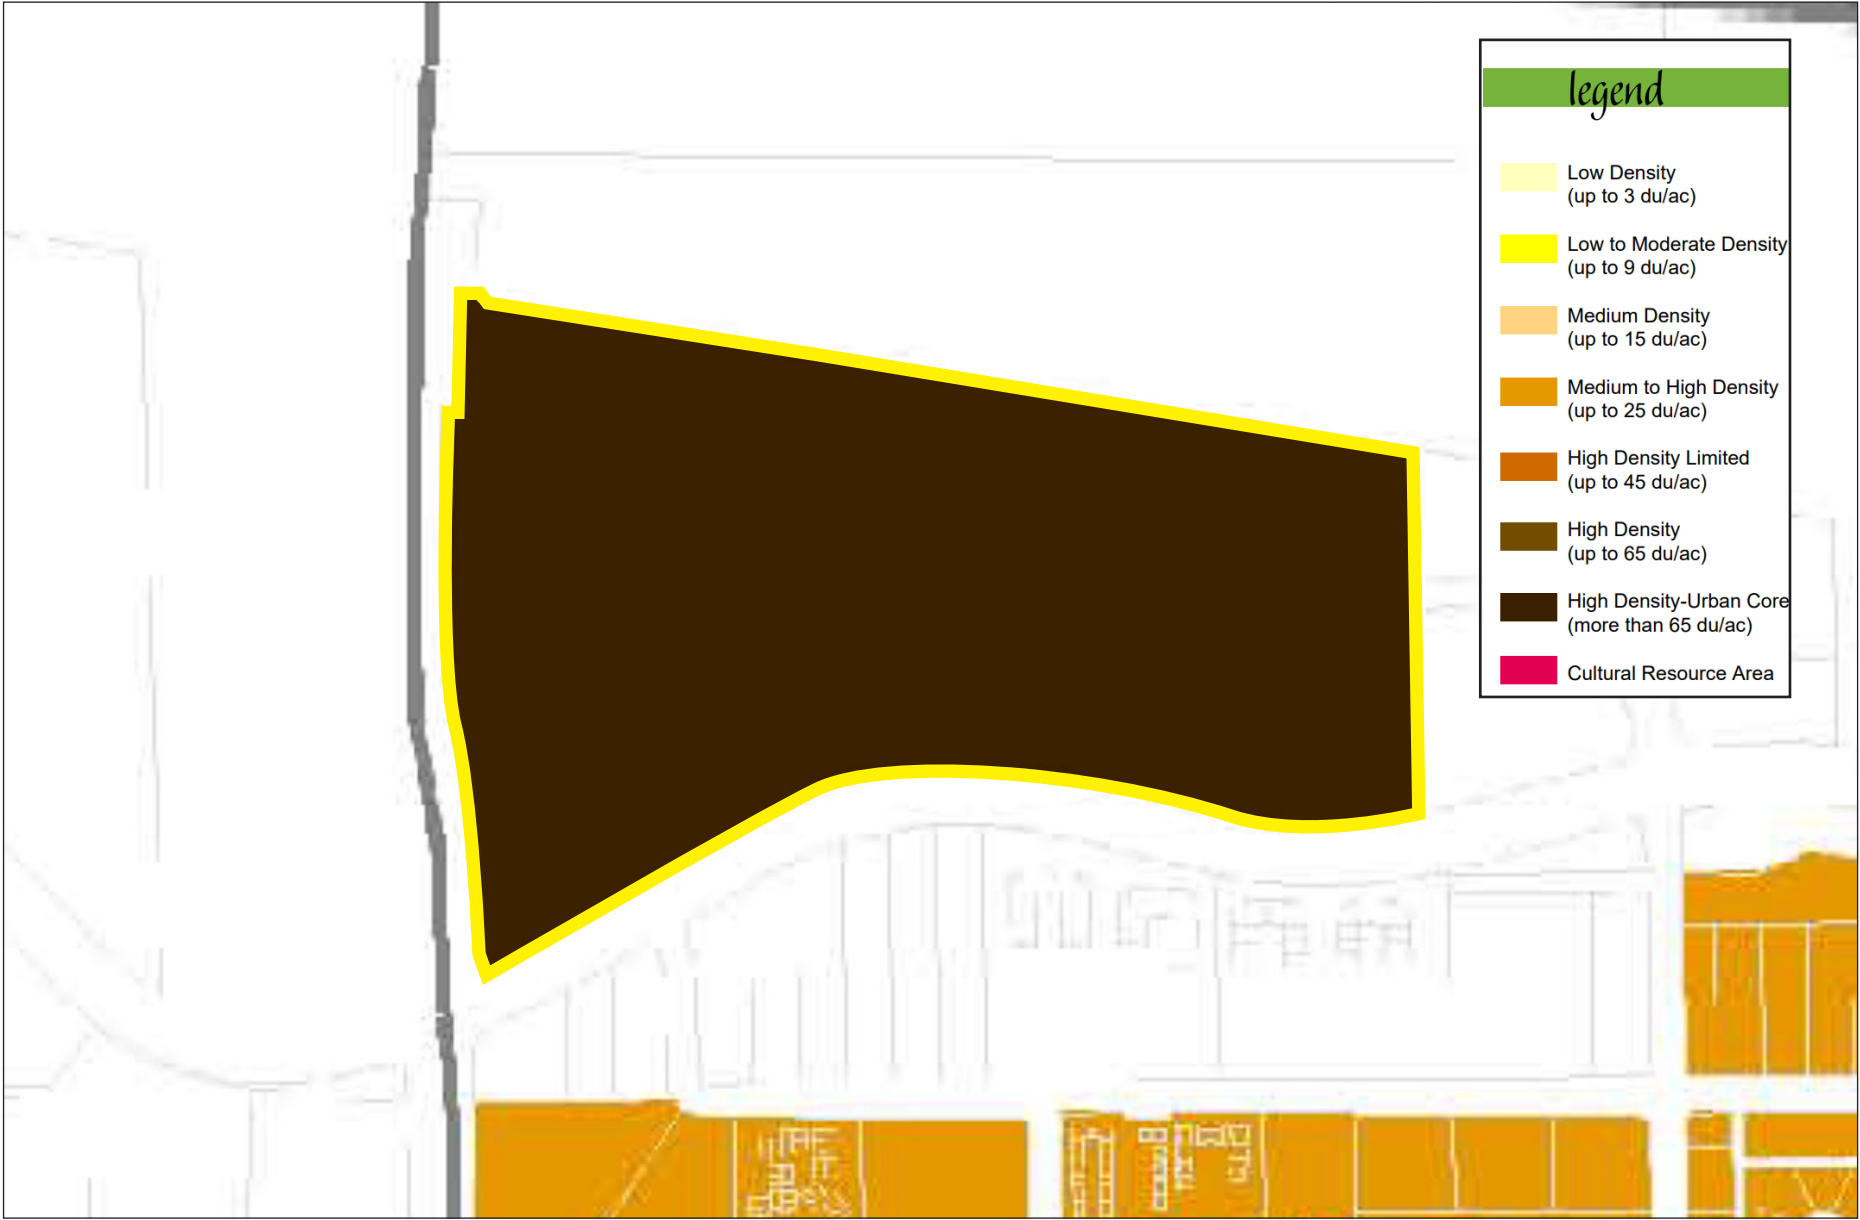 legend
Low Density
(up to 3 du/ac)
Low to Moderate Density
(up to 9 du/ac)
Medium Density
(up to 15 du/ac)
Medium to High Density
(up to 25 du/ac)
High Density Limited
(up to 45 du/ac)
High Density
(up to 65 du/ac)
High Density-Urban Core
(more than 65 du/ac)
Cultural Resource Area